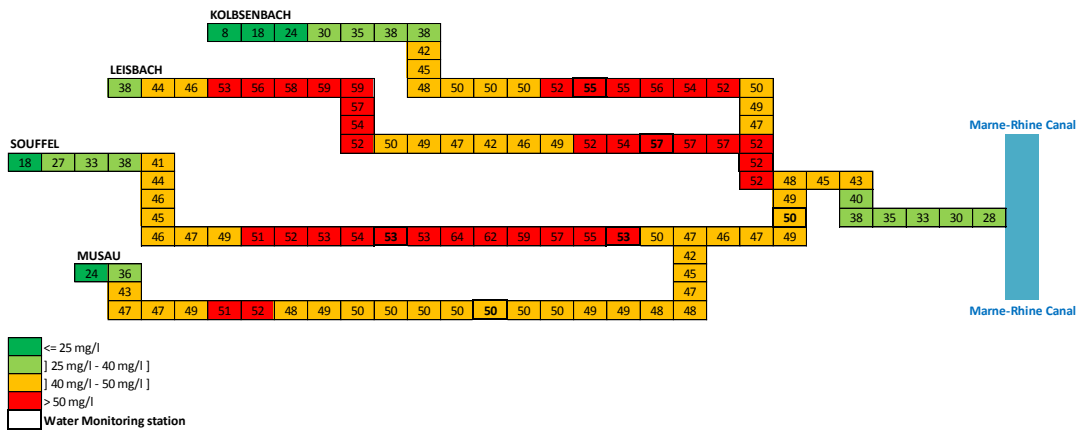 KOLBSENBACH
8 18 24 30 35 38 38
42
LEISBACH
45
38 44 46 53 56 58 59 59
48 50 50 50 52 55 55 56 54 52 50
57
49
54
47
Marne-Rhine Canal
SOUFFEL
52 50 49 47 42 46 49 52 54 57 57 57 52
18 27 33 38 41
52
44
52 48 45 43
46
49
40
45
50
38 35 33 30 28
46 47 49 51 52 53 54 53 53 64 62 59 57 55 53 50 47 46 47 49
MUSAU
42
24 36
45
43
47
47 47 49 51 52 48 49 50 50 50 50 50 50 49 49 48 48
Marne-Rhine Canal
<= 25 mg/l
] 25 mg/l - 40 mg/l ]
] 40 mg/l - 50 mg/l ]
> 50 mg/l
Water Monitoring station